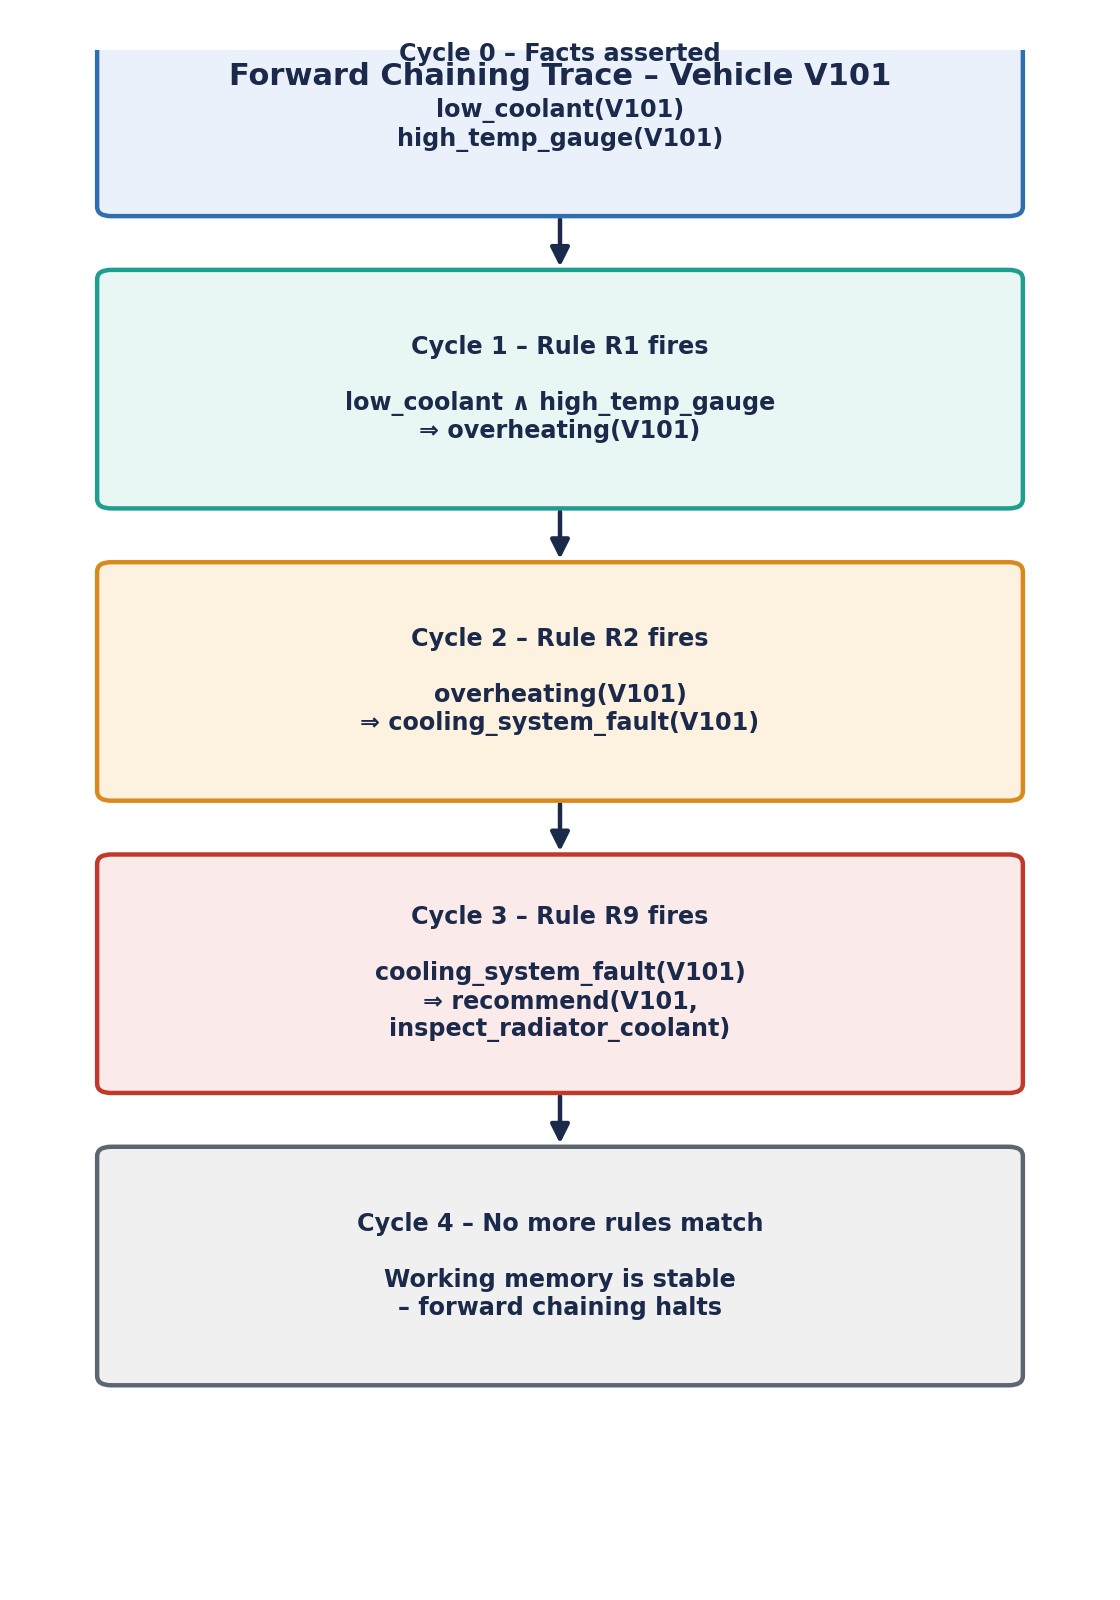 Cycle 0 – Facts asserted
Forward Chaining Trace – Vehicle V101
low_coolant(V101)
high_temp_gauge(V101)
Cycle 1 – Rule R1 fires
low_coolant ∧ high_temp_gauge
⇒ overheating(V101)
Cycle 2 – Rule R2 fires
overheating(V101)
⇒ cooling_system_fault(V101)
Cycle 3 – Rule R9 fires
cooling_system_fault(V101)
⇒ recommend(V101,
inspect_radiator_coolant)
Cycle 4 – No more rules match
Working memory is stable
– forward chaining halts